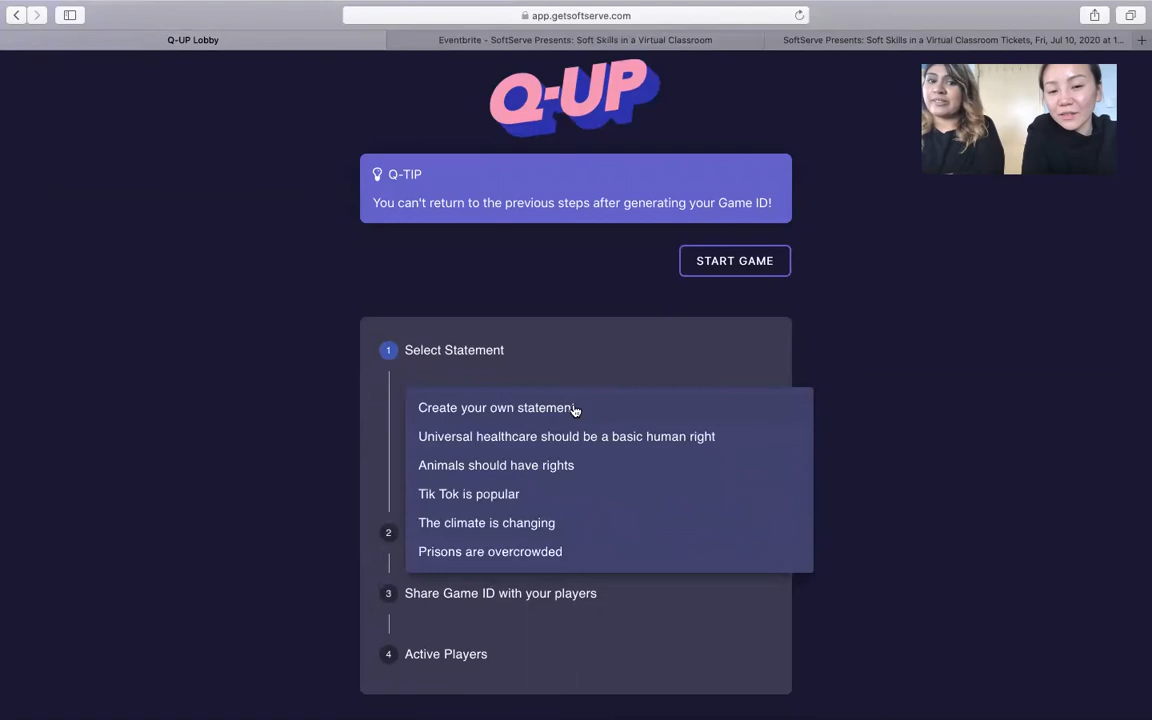 app.getsoftserve.com
Q-UP Lobby
Eventbrite - SoftServe Presents: Soft Skills in a Virtual Classroom
SoftServe Presents: Soft Skills in a Virtual Classroom Tickets, Fri, Jul 10, 2020 at 1...
Q-UP
Q-TIP
You can't return to the previous steps after generating your Game ID!
START GAME
1 Select Statement
Create your own statement
Universal healthcare should be a basic human right
Animals should have rights
Tik Tok is popular
The climate is changing
Prisons are overcrowded
2
3 Share Game ID with your players
4 Active Players